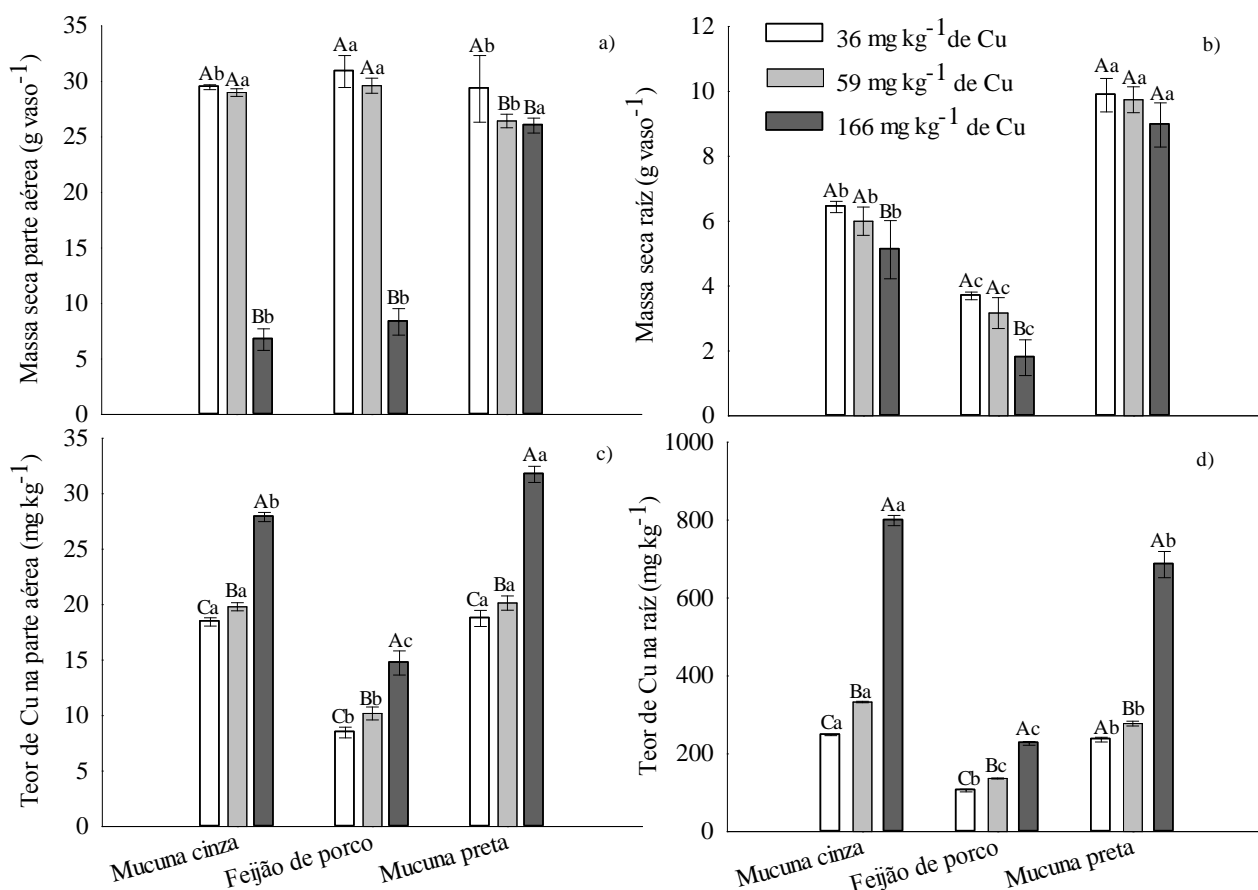 35
30
25
20
15
10
5
0
Massa seca parte aérea (g vaso-1)
a)
Ab
Aa
Bb
Aa
Aa
Bb
Ab
Bb
Ba
12
10
8
6
4
2
0
Massa seca raíz (g vaso-1)
36 mg kg-1 de Cu
59 mg kg-1 de Cu
166 mg kg-1 de Cu
b)
Ab
Ab
Bb
Ac
Ac
Bc
Aa
Aa
Aa
35
30
25
20
15
10
5
0
Teor de Cu na parte aérea (mg kg-1)
c)
Ca
Ba
Ab
Cb
Bb
Ac
Ca
Ba
Aa
Mucuna cinza
Feijão de porco
Mucuna preta
1000
800
600
400
200
0
Teor de Cu na raíz (mg kg-1)
d)
Ca
Ba
Aa
Cb
Bc
Ac
Ab
Bb
Ab
Mucuna cinza
Feijão de porco
Mucuna preta